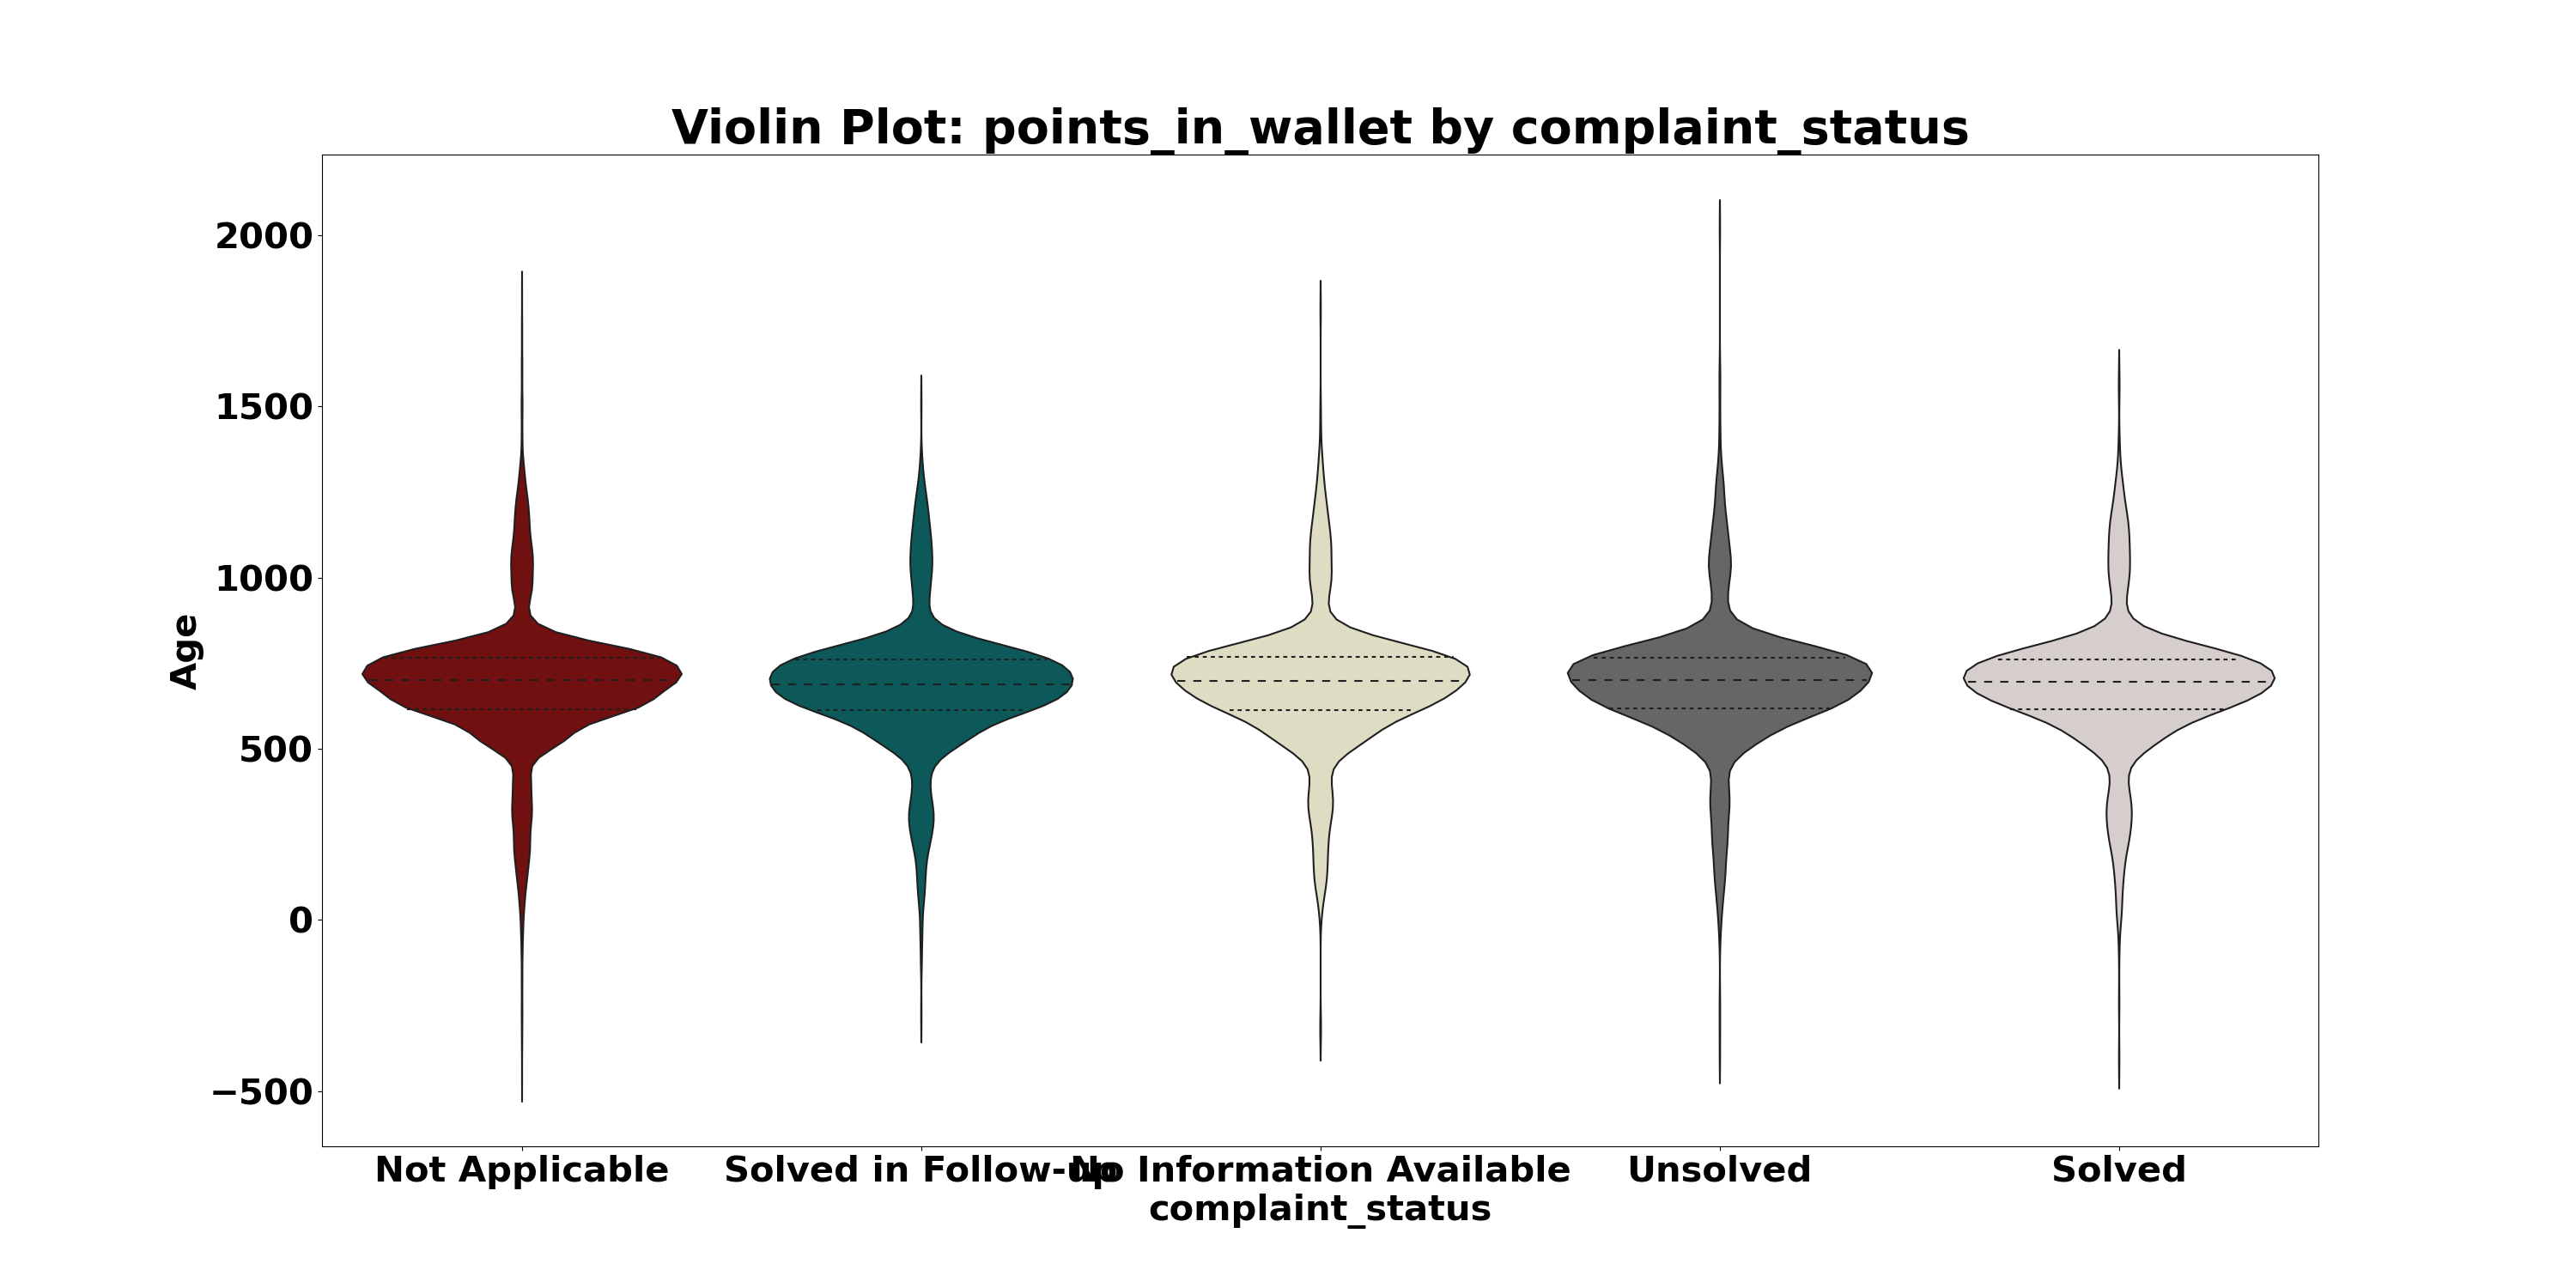 Violin Plot: points_in_wallet by complaint_status
2000
1500
1000
500
0
−500
Age
Not Applicable
Solved in Follow-up
No Information Available
Unsolved
Solved
complaint_status